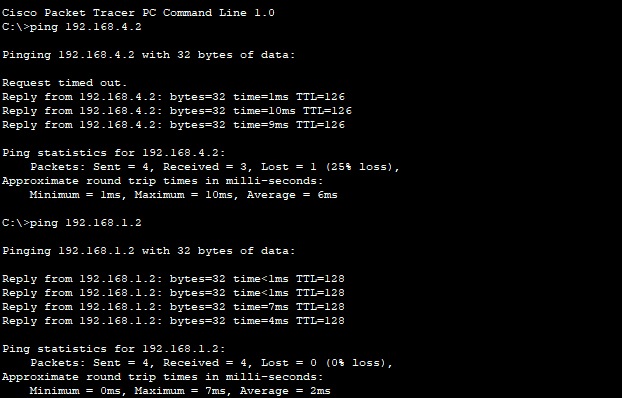 Cisco Packet Tracer PC Command Line 1.0
C:\>ping 192.168.4.2
Pinging 192.168.4.2 with 32 bytes of data:
Request timed out.
Reply from 192.168.4.2: bytes=32 time=1ms TTL=126
Reply from 192.168.4.2: bytes=32 time=10ms TTL=126
Reply from 192.168.4.2: bytes=32 time=9ms TTL=126
Ping statistics for 192.168.4.2:
Packets: Sent = 4, Received = 3, Lost = 1 (25% loss),
Approximate round trip times in milli-seconds:
Minimum = 1ms, Maximum = 10ms, Average = 6ms
C:\>ping 192.168.1.2
Pinging 192.168.1.2 with 32 bytes of data:
Reply from 192.168.1.2: bytes=32 time<1ms TTL=128
Reply from 192.168.1.2: bytes=32 time<1ms TTL=128
Reply from 192.168.1.2: bytes=32 time=7ms TTL=128
Reply from 192.168.1.2: bytes=32 time=4ms TTL=128
Ping statistics for 192.168.1.2:
Packets: Sent = 4, Received = 4, Lost = 0 (0% loss),
Approximate round trip times in milli-seconds:
Minimum = 0ms, Maximum = 7ms, Average = 2ms